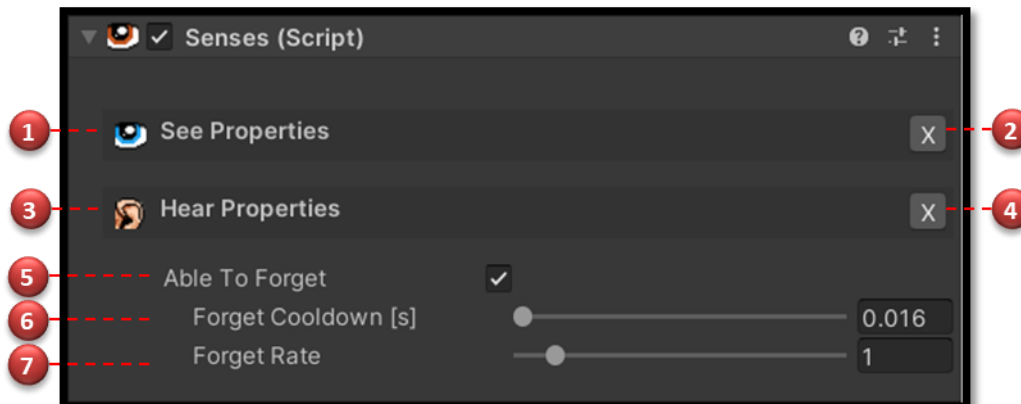 Senses (Script)
1 See Properties X 2
3 Hear Properties X 4
5 Able To Forget
6 Forget Cooldown [s] 0.016
7 Forget Rate 1